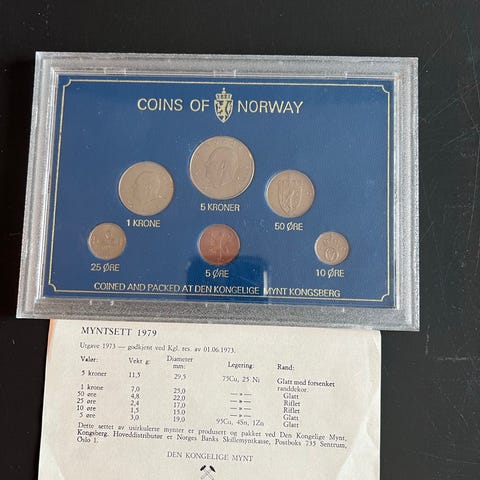 COINS OF NORWAY
1 KRONE
5 KRONER
50 ØRE
25 ØRE
5 ØRE
10 ØRE
COINED AND PACKED AT DEN KONGELIGE MYNT KONGSBERG
MYNTSETT 1979
Utgave 1973 — godkjent ved Kgl. res. av 01.06.1973.
Valør: Vekt g: Diameter mm: Legering: Rand:
5 kroner 11,5 29,5 75Cu, 25 Ni Glatt med forsenket randdekor.
1 krone 7,0 25,0 —»— Glatt
50 øre 4,8 22,0 —»— Glatt
25 øre 2,4 17,0 —»— Riflet
10 øre 1,5 15,0 —»— Riflet
5 øre 3,0 19,0 95Cu, 4Sn, 1Zn Glatt
Dette settet av usirkulerte mynter er produsert og pakket ved Den Kongelige Mynt,
Kongsberg. Hoveddistributør er Norges Banks Skillemyntkasse, Postboks 735 Sentrum,
Oslo 1.
DEN KONGELIGE MYNT